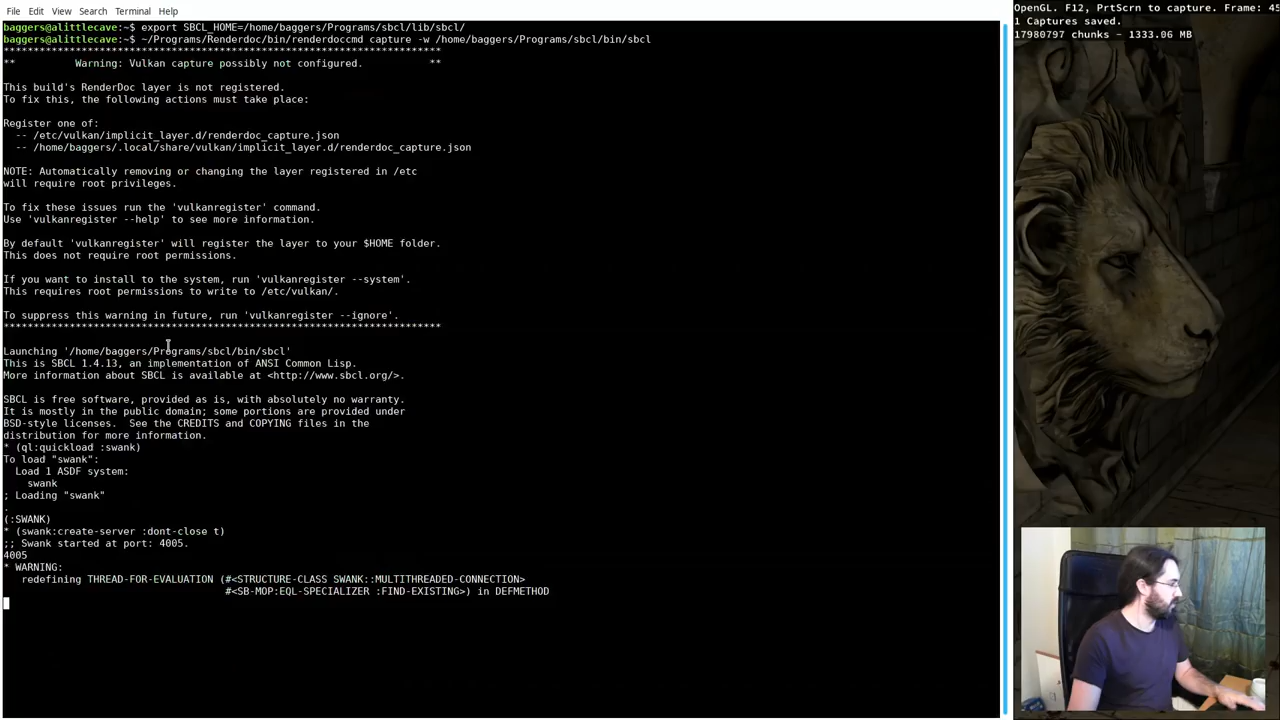 File Edit View Search Terminal Help
baggers@alittlecave:~$ export SBCL_HOME=/home/baggers/Programs/sbcl/lib/sbcl/
baggers@alittlecave:~$ ~/Programs/Renderdoc/bin/renderdoccmd capture -w /home/baggers/Programs/sbcl/bin/sbcl
*************************************************************************
** Warning: Vulkan capture possibly not configured. **
This build's RenderDoc layer is not registered.
To fix this, the following actions must take place:
Register one of:
-- /etc/vulkan/implicit_layer.d/renderdoc_capture.json
-- /home/baggers/.local/share/vulkan/implicit_layer.d/renderdoc_capture.json
NOTE: Automatically removing or changing the layer registered in /etc
will require root privileges.
To fix these issues run the 'vulkanregister' command.
Use 'vulkanregister --help' to see more information.
By default 'vulkanregister' will register the layer to your $HOME folder.
This does not require root permissions.
If you want to install to the system, run 'vulkanregister --system'.
This requires root permissions to write to /etc/vulkan/.
To suppress this warning in future, run 'vulkanregister --ignore'.
*************************************************************************
Launching '/home/baggers/Programs/sbcl/bin/sbcl'
This is SBCL 1.4.13, an implementation of ANSI Common Lisp.
More information about SBCL is available at <http://www.sbcl.org/>.
SBCL is free software, provided as is, with absolutely no warranty.
It is mostly in the public domain; some portions are provided under
BSD-style licenses.  See the CREDITS and COPYING files in the
distribution for more information.
* (ql:quickload :swank)
To load "swank":
Load 1 ASDF system:
swank
; Loading "swank"
.
(:SWANK)
* (swank:create-server :dont-close t)
;; Swank started at port: 4005.
4005
* WARNING:
redefining THREAD-FOR-EVALUATION (#<STRUCTURE-CLASS SWANK::MULTITHREADED-CONNECTION>
#<SB-MOP:EQL-SPECIALIZER :FIND-EXISTING>) in DEFMETHOD
OpenGL. F12, PrtScrn to capture. Frame: 45
1 Captures saved.
17980797 chunks - 1333.06 MB